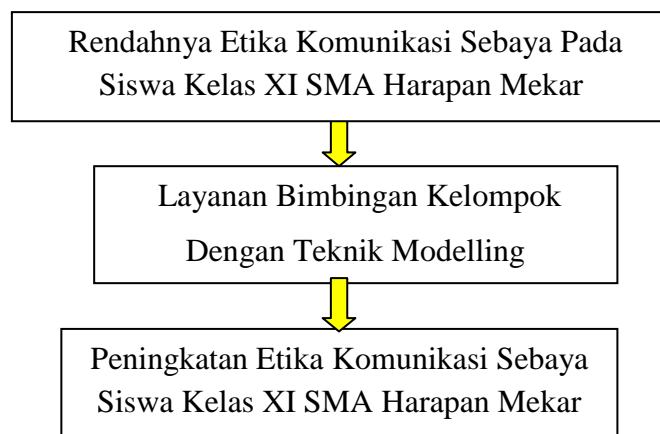 Rendahnya Etika Komunikasi Sebaya Pada
Siswa Kelas XI SMA Harapan Mekar
Layanan Bimbingan Kelompok
Dengan Teknik Modelling
Peningkatan Etika Komunikasi Sebaya
Siswa Kelas XI SMA Harapan Mekar